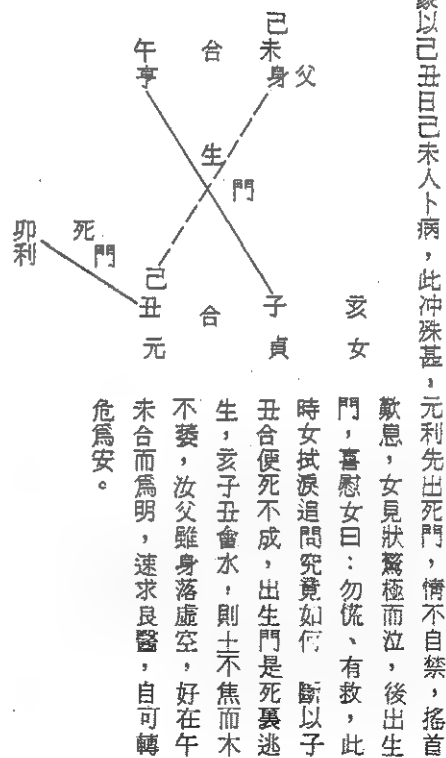 以己丑日己未人卜病，此冲殊甚，元利先出死門，情不自禁，搖首
歎息，女見狀驚極而泣，後出生
門，喜慰女曰：勿慌、有救，此
時女拭淚追問究竟如何 斷以子
丑合便死不成，出生門是死裏逃
生，亥子丑會水，則土不焦而木
不萎，汝父雖身落虛空，好在午
未合而爲明，速求良醫，自可轉
危爲安。
己
午 合 未
亨 身父
生
門
卯 死
利 門
己
丑 合 子 亥
元 貞 女